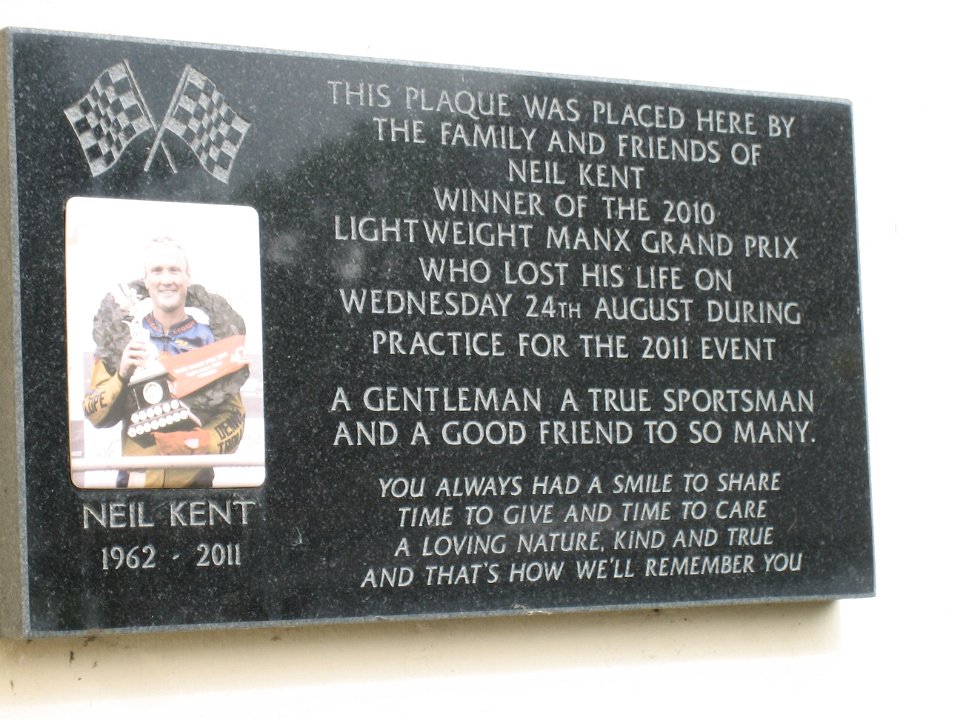 THIS PLAQUE WAS PLACED HERE BY
THE FAMILY AND FRIENDS OF
NEIL KENT
WINNER OF THE 2010
LIGHTWEIGHT MANX GRAND PRIX
WHO LOST HIS LIFE ON
WEDNESDAY 24TH AUGUST DURING
PRACTICE FOR THE 2011 EVENT
A GENTLEMAN A TRUE SPORTSMAN
AND A GOOD FRIEND TO SO MANY.
YOU ALWAYS HAD A SMILE TO SHARE
TIME TO GIVE AND TIME TO CARE
A LOVING NATURE, KIND AND TRUE
AND THAT'S HOW WE'LL REMEMBER YOU
NEIL KENT
1962 - 2011